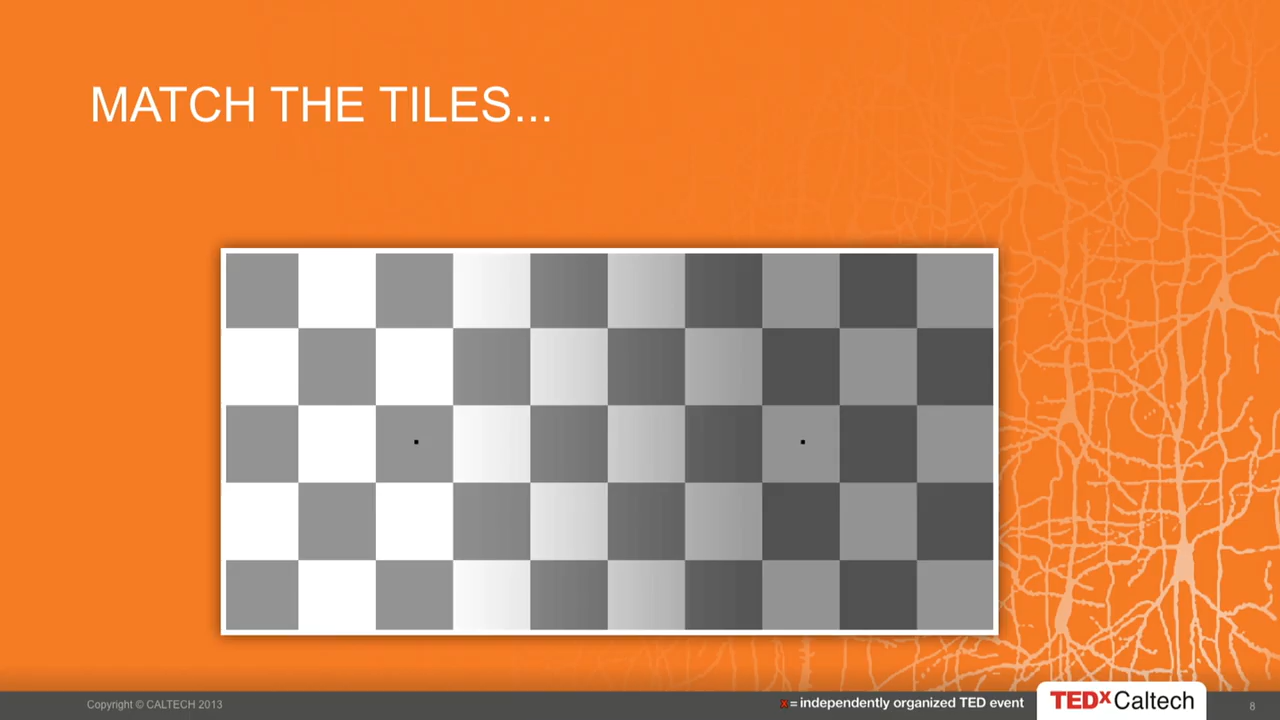 MATCH THE TILES...
Copyright © CALTECH 2013
x = independently organized TED event
TEDxCaltech
8